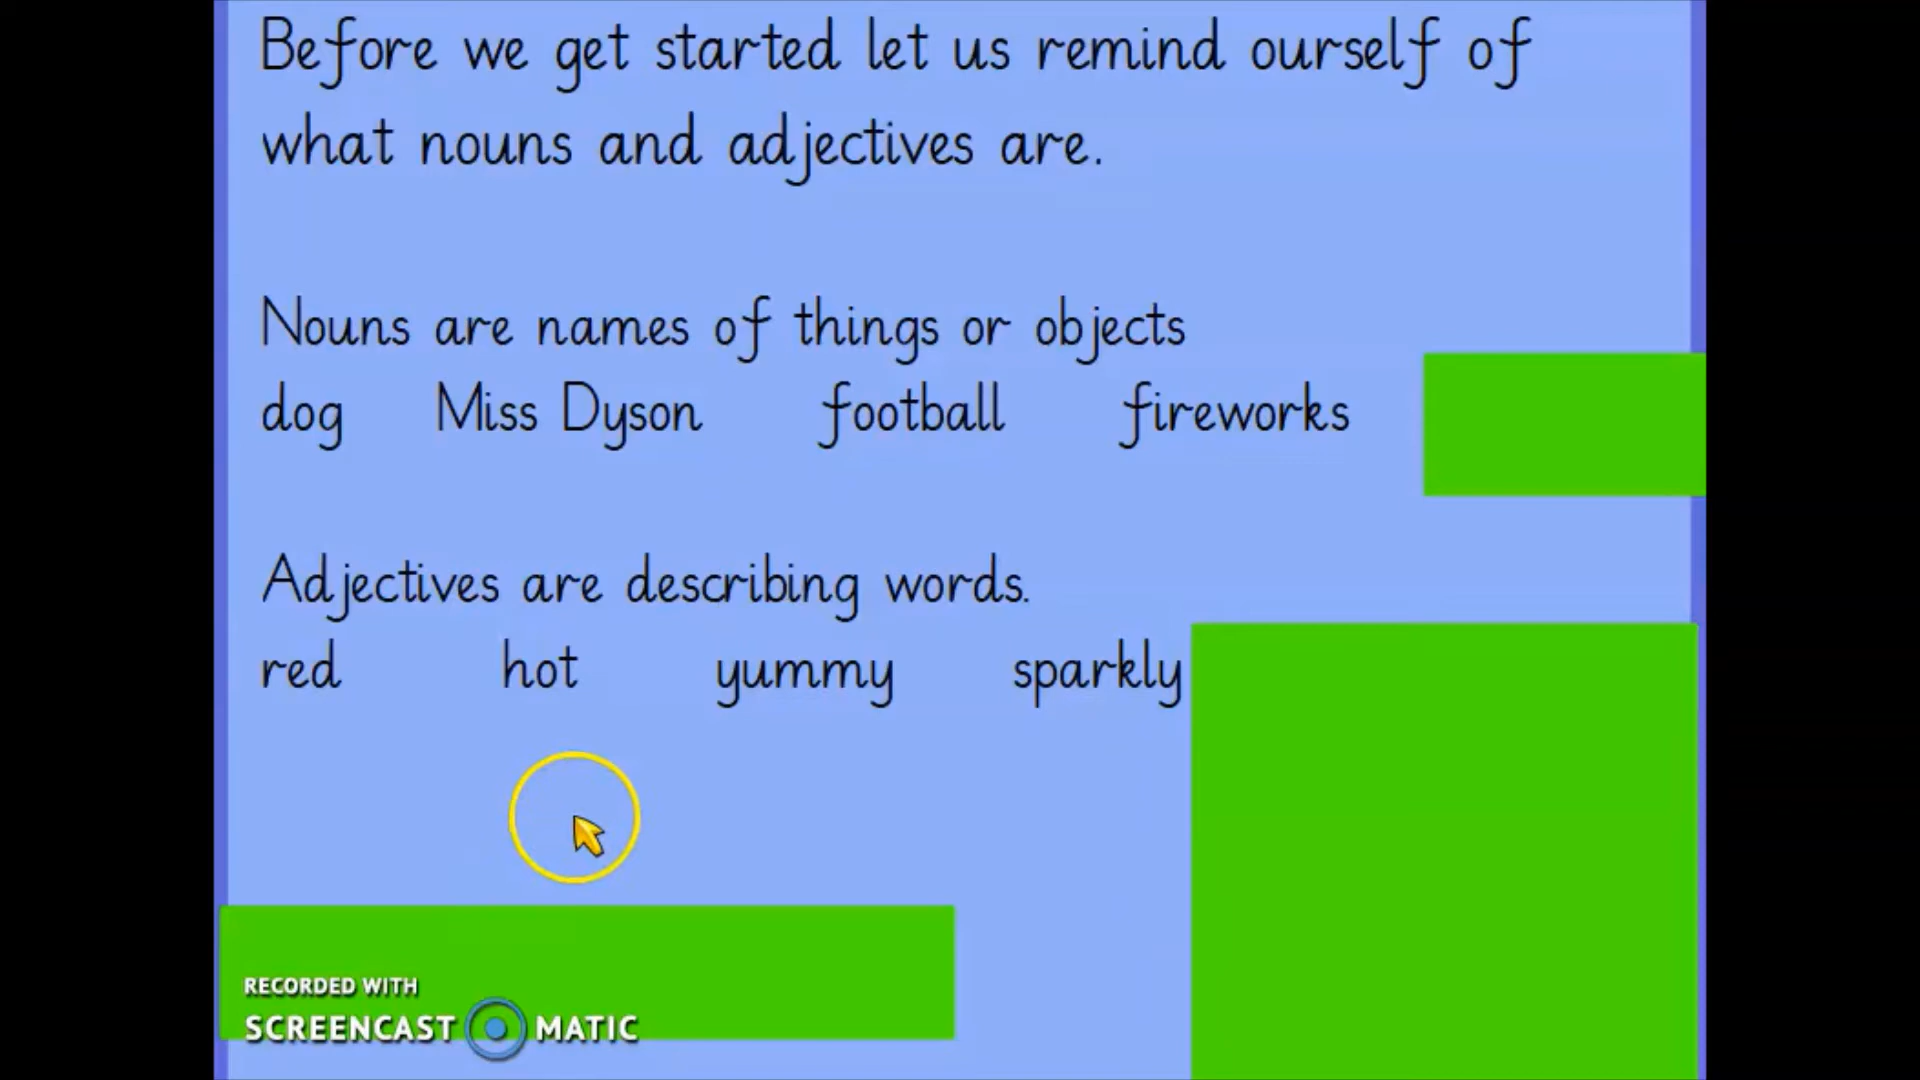 Before we get started let us remind ourself of
what nouns and adjectives are.
Nouns are names of things or objects
dog Miss Dyson football fireworks
Adjectives are describing words.
red hot yummy sparkly
RECORDED WITH
SCREENCAST MATIC